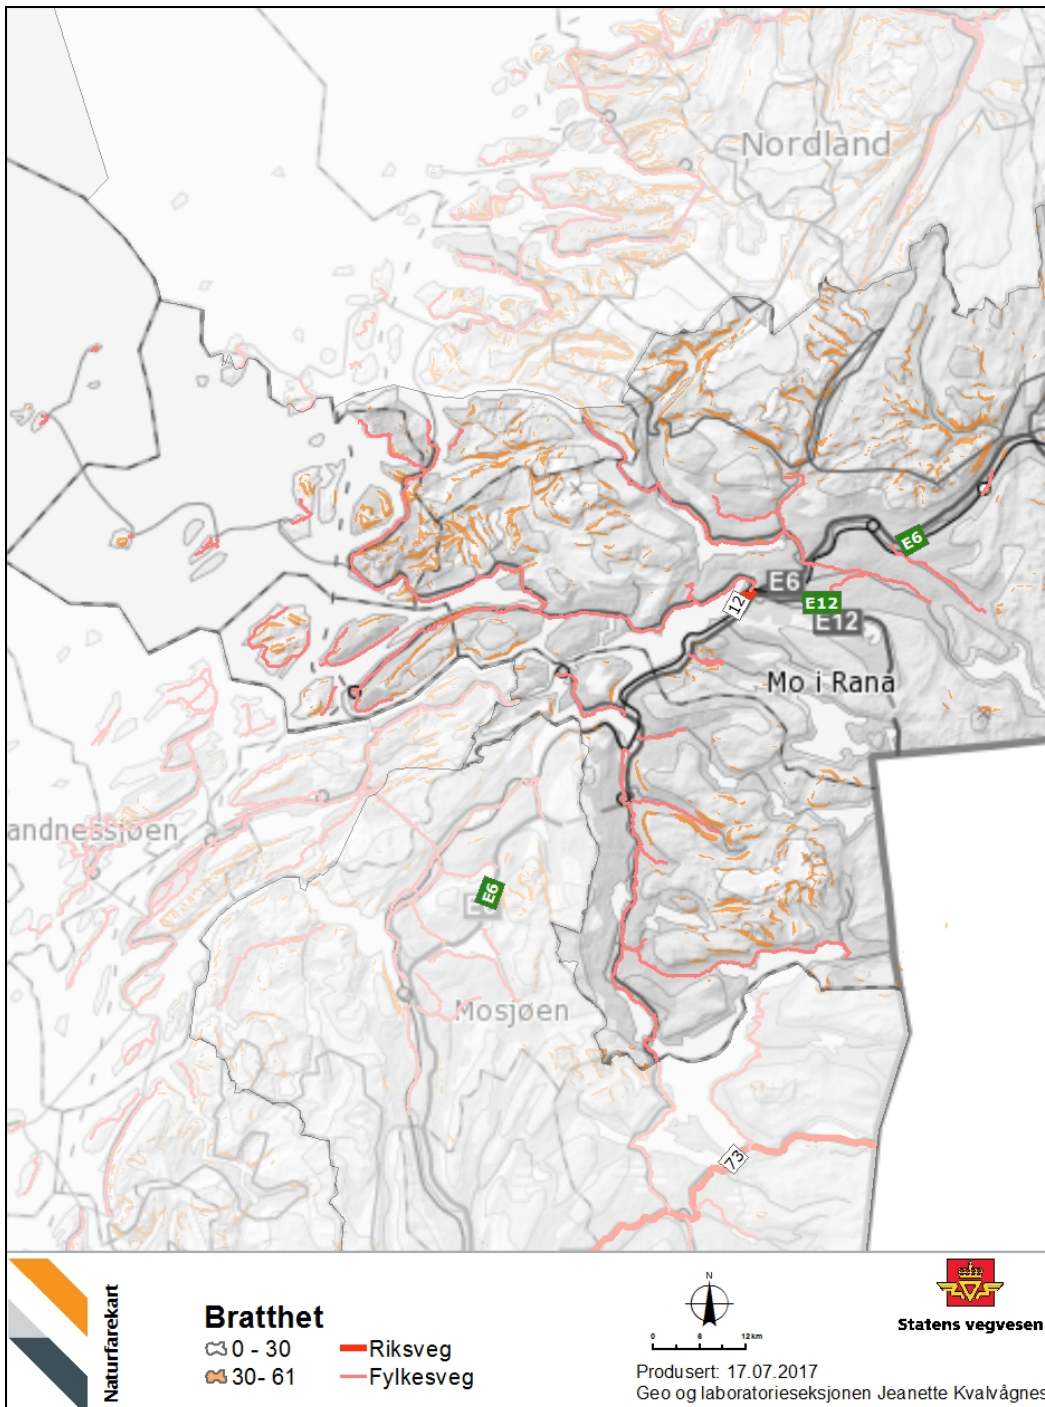 Nordland
E6
E6
12
E12
E12
Mo i Rana
andnessjøen
E6
Mosjøen
73
Naturfarekart
Bratthet
0 - 30
Riksveg
30- 61
Fylkesveg
N
0 6 12 km
Statens vegvesen
Produsert: 17.07.2017
Geo og laboratorieseksjonen Jeanette Kvalvågnes